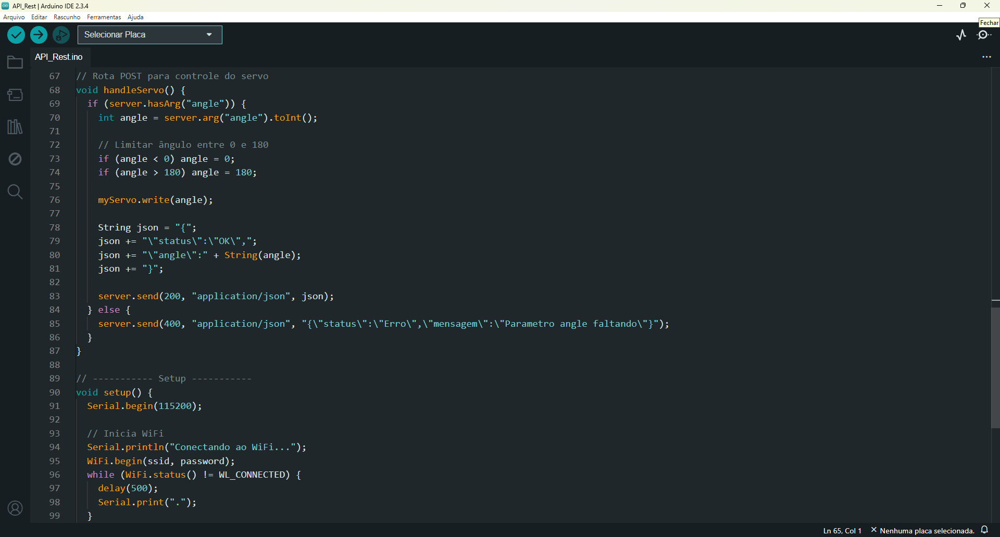 API_Rest | Arduino IDE 2.3.4
Arquivo Editar Rascunho Ferramentas Ajuda
Fechar
Selecionar Placa
API_Rest.ino
67 // Rota POST para controle do servo
68 void handleServo() {
69   if (server.hasArg("angle")) {
70     int angle = server.arg("angle").toInt();
71
72     // Limitar ângulo entre 0 e 180
73     if (angle < 0) angle = 0;
74     if (angle > 180) angle = 180;
75
76     myServo.write(angle);
77
78     String json = "{";
79     json += "\"status\":\"OK\",";
80     json += "\"angle\":" + String(angle);
81     json += "}";
82
83     server.send(200, "application/json", json);
84   } else {
85     server.send(400, "application/json", "{\"status\":\"Erro\",\"mensagem\":\"Parametro angle faltando\"}");
86   }
87 }
88
89 // ----------- Setup -----------
90 void setup() {
91   Serial.begin(115200);
92
93   // Inicia WiFi
94   Serial.println("Conectando ao WiFi...");
95   WiFi.begin(ssid, password);
96   while (WiFi.status() != WL_CONNECTED) {
97     delay(500);
98     Serial.print(".");
99   }
Ln 65, Col 1 × Nenhuma placa selecionada.